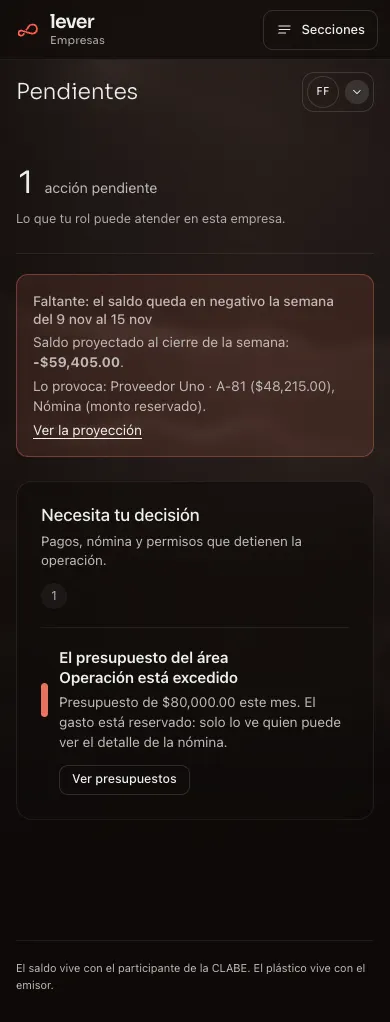 lever
Empresas
Secciones
Pendientes
FF
1 acción pendiente
Lo que tu rol puede atender en esta empresa.
Faltante: el saldo queda en negativo la semana
del 9 nov al 15 nov
Saldo proyectado al cierre de la semana:
-$59,405.00.
Lo provoca: Proveedor Uno · A-81 ($48,215.00),
Nómina (monto reservado).
Ver la proyección
Necesita tu decisión
Pagos, nómina y permisos que detienen la
operación.
1
El presupuesto del área
Operación está excedido
Presupuesto de $80,000.00 este mes. El
gasto está reservado: solo lo ve quien puede
ver el detalle de la nómina.
Ver presupuestos
El saldo vive con el participante de la CLABE. El plástico vive con el
emisor.